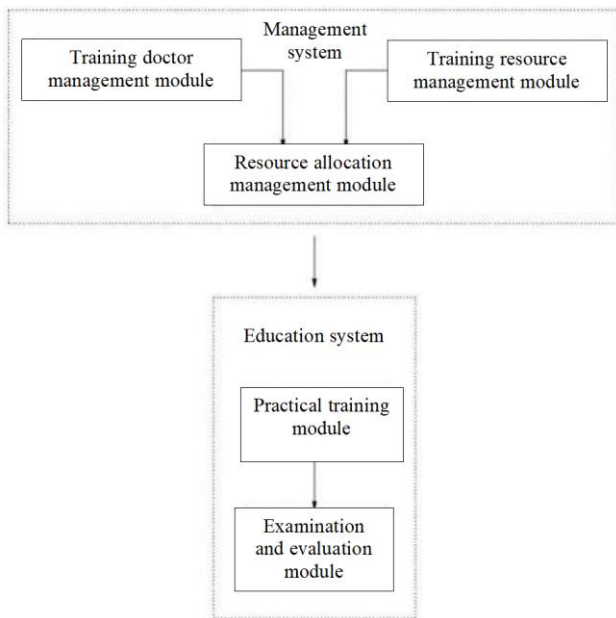 Management
system
Training doctor
management module
Training resource
management module
Resource allocation
management module
Education system
Practical training
module
Examination
and evaluation
module